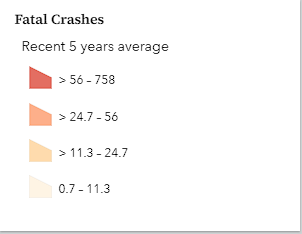 Fatal Crashes
Recent 5 years average
> 56 – 758
> 24.7 – 56
> 11.3 – 24.7
0.7 – 11.3